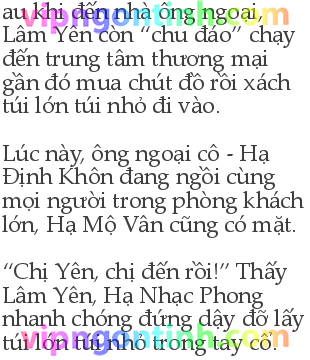 au khi đến nhà ông ngoại,
Lâm Yên còn “chu đáo” chạy
đến trung tâm thương mại
gần đó mua chút đồ rồi xách
túi lớn túi nhỏ đi vào.
Lúc này, ông ngoại cô - Hạ
Định Khôn đang ngồi cùng
mọi người trong phòng khách
lớn, Hạ Mộ Vân cũng có mặt.
“Chị Yên, chị đến rồi!” Thấy
Lâm Yên, Hạ Nhạc Phong
nhanh chóng đứng dậy đỡ lấy
túi lớn túi nhỏ trong tay cô.
vipngontinh.com
vipngontinh.com